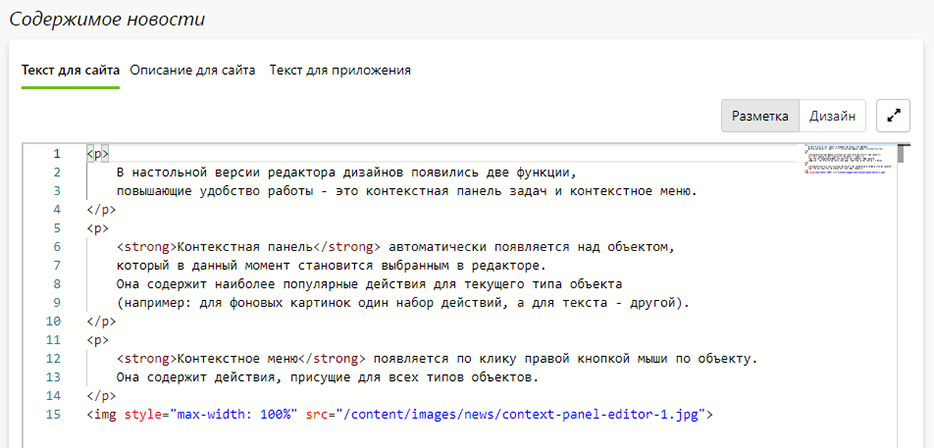 Содержимое новости
Текст для сайта Описание для сайта Текст для приложения
Разметка Дизайн
1 <p>
2 В настольной версии редактора дизайнов появились две функции,
3 повышающие удобство работы - это контекстная панель задач и контекстное меню.
4 </p>
5 <p>
6 <strong>Контекстная панель</strong> автоматически появляется над объектом,
7 который в данный момент становится выбранным в редакторе.
8 Она содержит наиболее популярные действия для текущего типа объекта
9 (например: для фоновых картинок один набор действий, а для текста - другой).
10 </p>
11 <p>
12 <strong>Контекстное меню</strong> появляется по клику правой кнопкой мыши по объекту.
13 Она содержит действия, присущие для всех типов объектов.
14 </p>
15 <img style="max-width: 100%" src="/content/images/news/context-panel-editor-1.jpg">